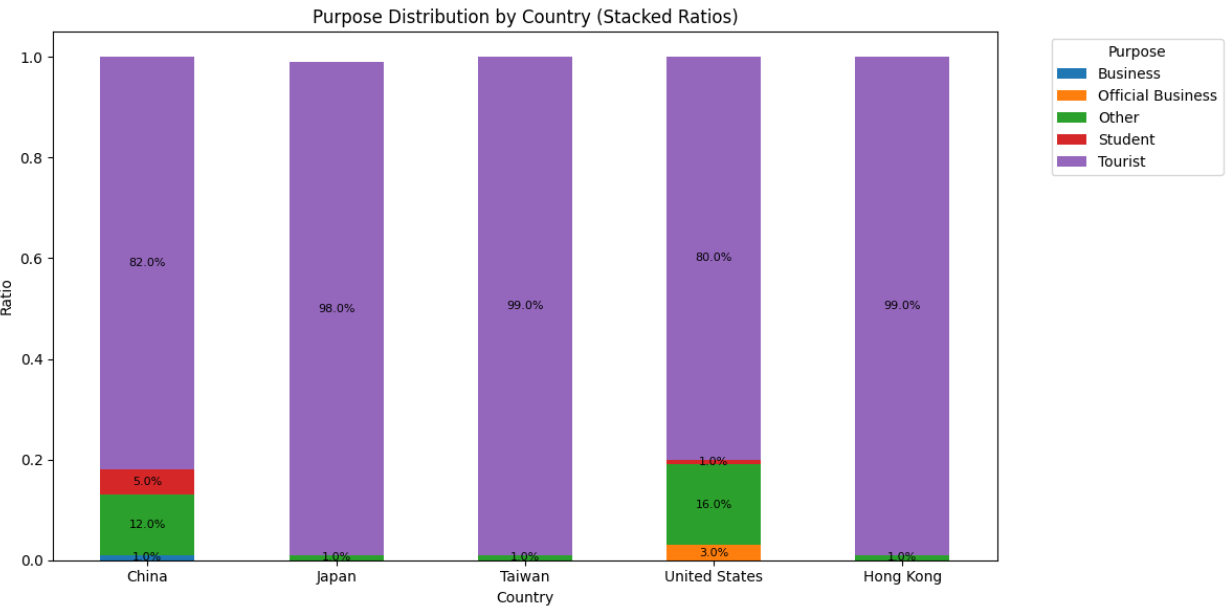 Purpose Distribution by Country (Stacked Ratios)
Purpose
Business
Official Business
Other
Student
Tourist
1.0
0.8
0.6
0.4
0.2
0.0
Ratio
82.0%
5.0%
12.0%
1.0%
98.0%
1.0%
99.0%
1.0%
80.0%
1.0%
16.0%
3.0%
99.0%
1.0%
China
Japan
Taiwan
United States
Hong Kong
Country